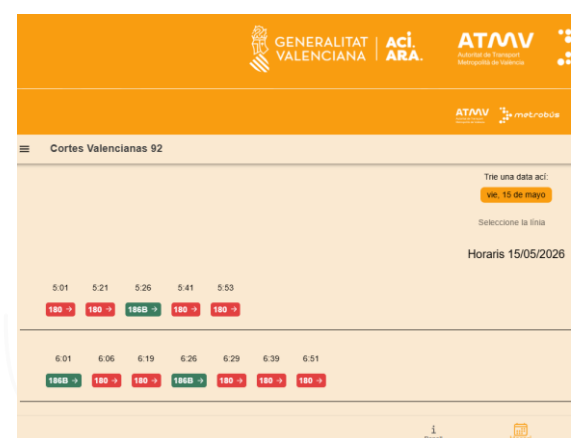 GENERALITAT
VALENCIANA
ACÍ.
ARA.
ATMV
Autoritat de Transport
Metropolità de València
ATMV metrobús
Cortes Valencianas 92
Trie una data ací:
vie, 15 de mayo
Seleccione la línia
Horaris 15/05/2026
5:01 5:21 5:26 5:41 5:53
180 → 180 → 186B → 180 → 180 →
6:01 6:06 6:19 6:26 6:29 6:39 6:51
186B → 180 → 180 → 186B → 180 → 180 → 180 →